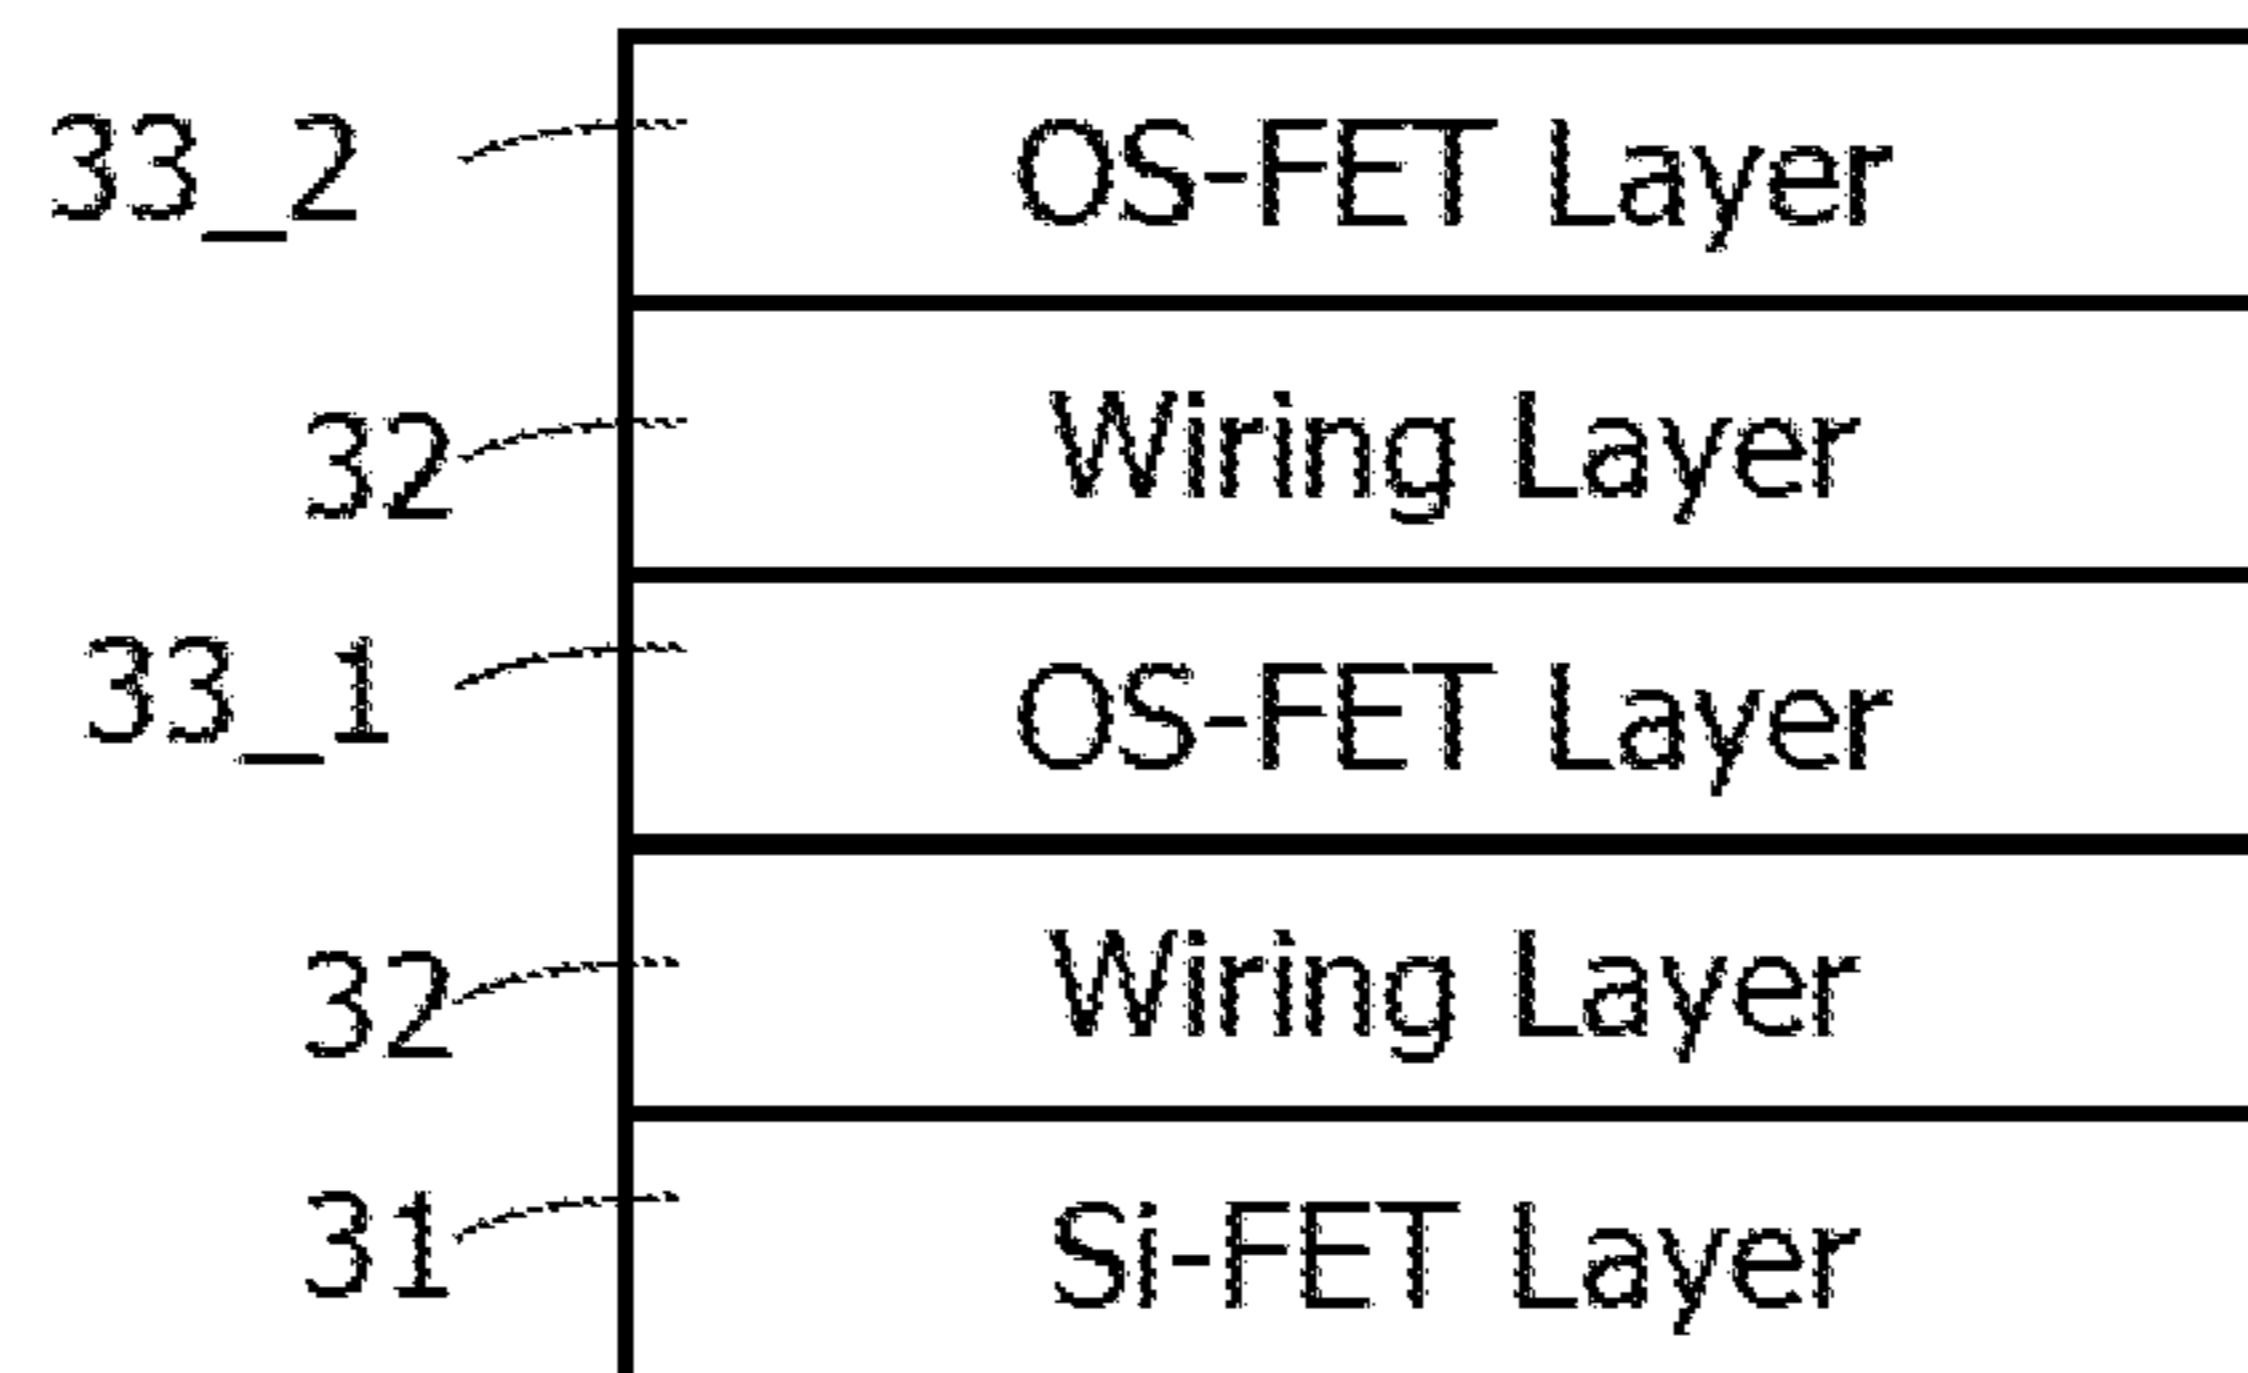 33_2 OS-FET Layer
32 Wiring Layer
33_1 OS-FET Layer
32 Wiring Layer
31 Si-FET Layer